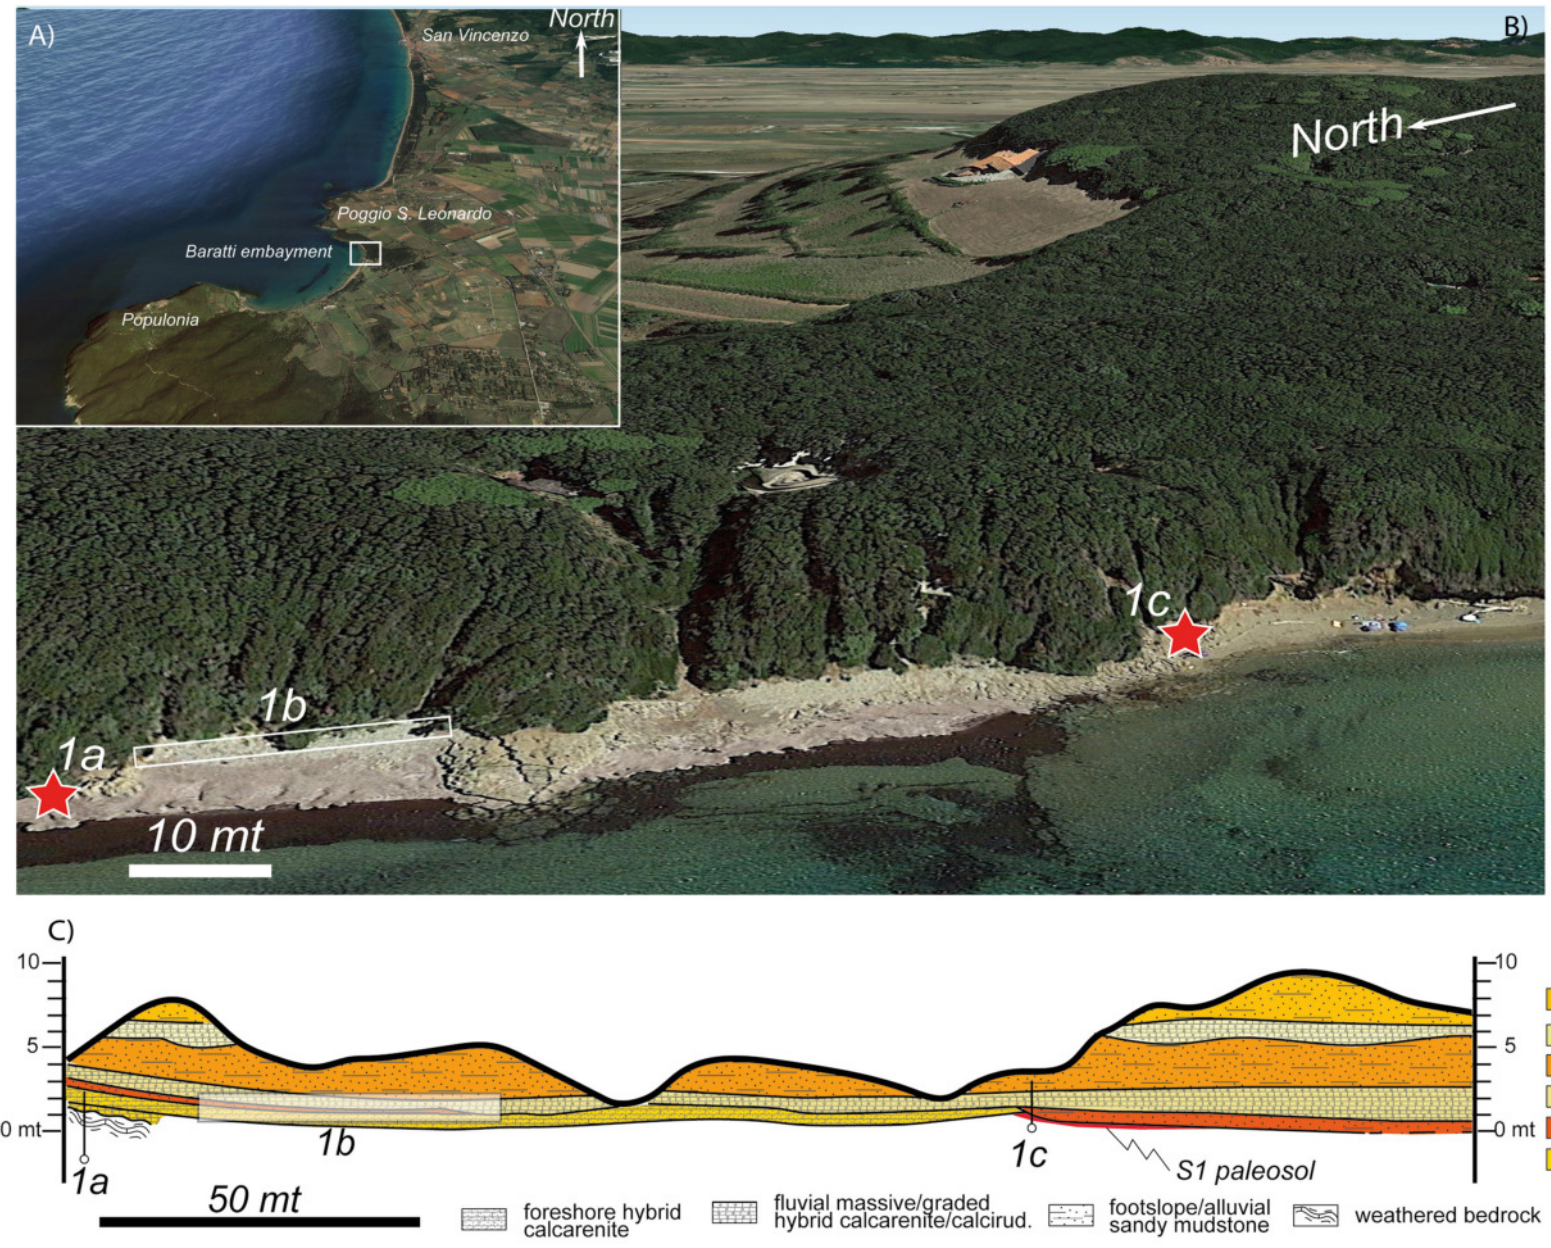 A)
San Vincenzo
North
Poggio S. Leonardo
Baratti embayment
Populonia
B)
North
1c
1b
1a
10 mt
C)
10
5
0 mt
10
5
0 mt
1a
1b
1c
S1 paleosol
50 mt
foreshore hybrid
calcarenite
fluvial massive/graded
hybrid calcarenite/calcirud.
footslope/alluvial
sandy mudstone
weathered bedrock